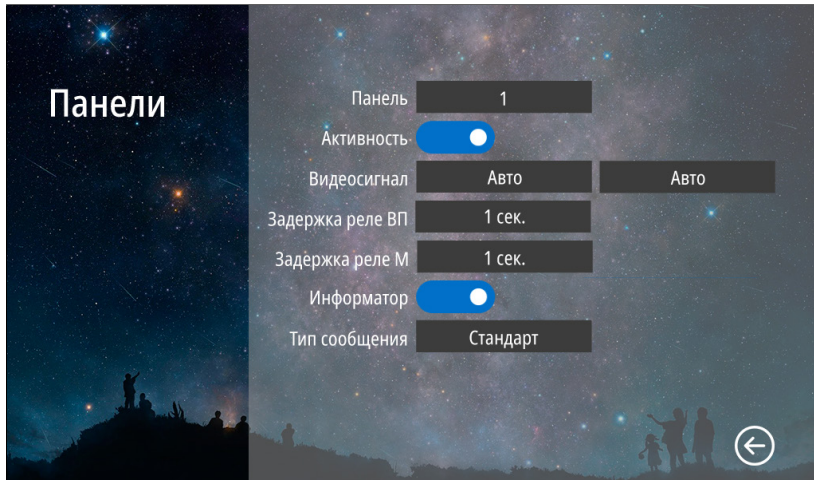 Панели
Панель 1
Активность
Видеосигнал Авто Авто
Задержка реле ВП 1 сек.
Задержка реле М 1 сек.
Информатор
Тип сообщения Стандарт